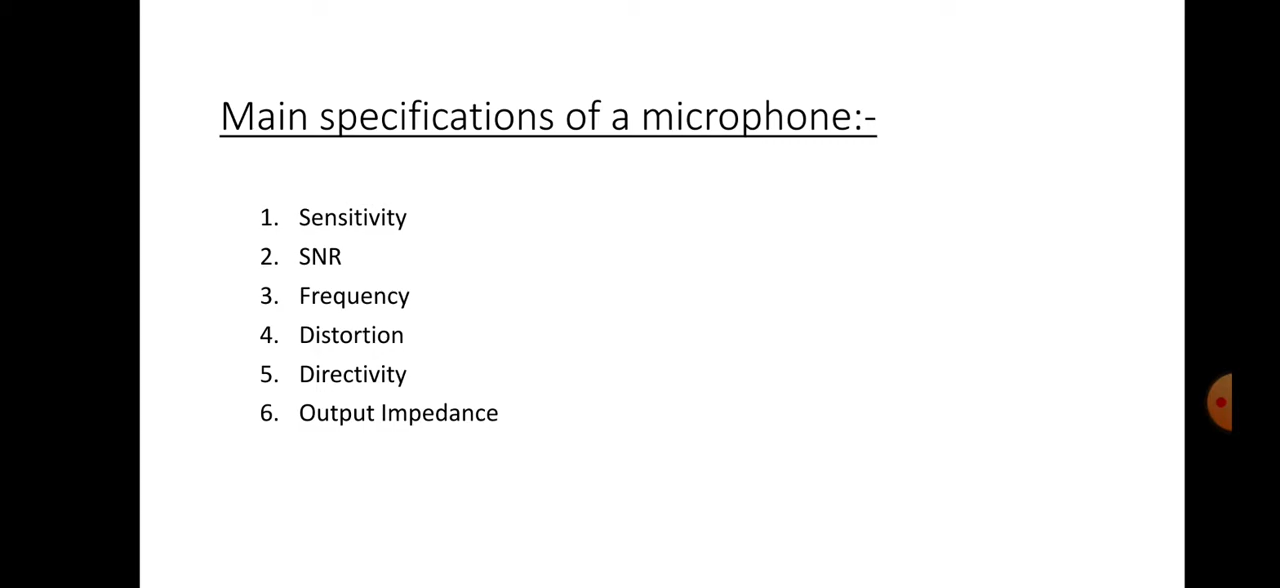 Main specifications of a microphone:-
1. Sensitivity
2. SNR
3. Frequency
4. Distortion
5. Directivity
6. Output Impedance